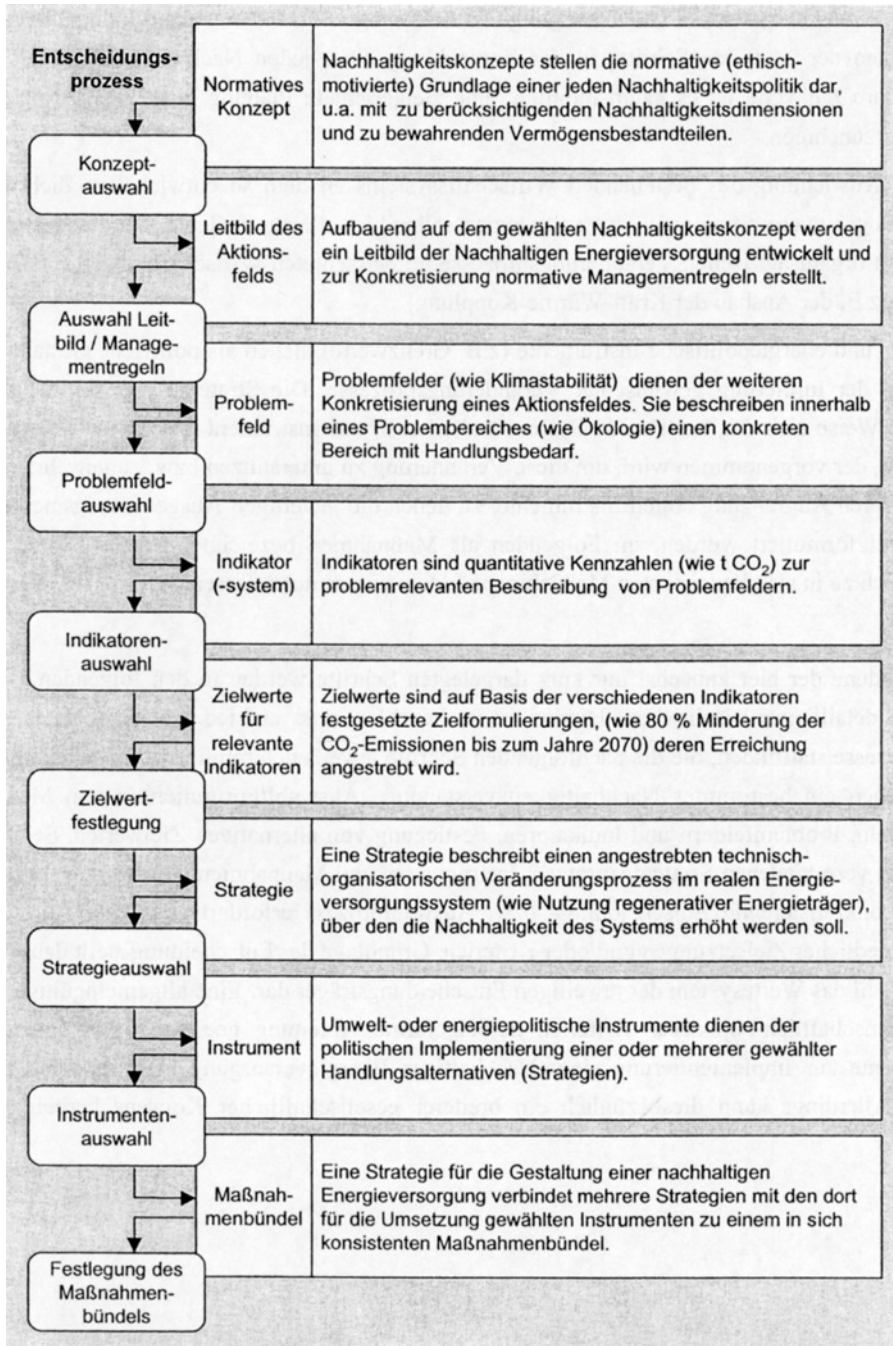 Entscheidungs-
prozess
Normatives
Konzept
Nachhaltigkeitskonzepte stellen die normative (ethisch-
motivierte) Grundlage einer jeden Nachhaltigkeitspolitik dar,
u.a. mit zu berücksichtigenden Nachhaltigkeitsdimensionen
und zu bewahrenden Vermögensbestandteilen.
Konzept-
auswahl
Leitbild des
Aktions-
felds
Aufbauend auf dem gewählten Nachhaltigkeitskonzept werden
ein Leitbild der Nachhaltigen Energieversorgung entwickelt und
zur Konkretisierung normative Managementregeln erstellt.
Auswahl Leit-
bild / Manage-
mentregeln
Problem-
feld
Problemfelder (wie Klimastabilität) dienen der weiteren
Konkretisierung eines Aktionsfeldes. Sie beschreiben innerhalb
eines Problembereiches (wie Ökologie) einen konkreten
Bereich mit Handlungsbedarf.
Problemfeld-
auswahl
Indikator
(-system)
Indikatoren sind quantitative Kennzahlen (wie t CO2) zur
problemrelevanten Beschreibung von Problemfeldern.
Indikatoren-
auswahl
Zielwerte
für
relevante
Indikatoren
Zielwerte sind auf Basis der verschiedenen Indikatoren
festgesetzte Zielformulierungen, (wie 80 % Minderung der
CO2-Emissionen bis zum Jahre 2070) deren Erreichung
angestrebt wird.
Zielwert-
festlegung
Strategie
Eine Strategie beschreibt einen angestrebten technisch-
organisatorischen Veränderungsprozess im realen Energie-
versorgungssystem (wie Nutzung regenerativer Energieträger),
über den die Nachhaltigkeit des Systems erhöht werden soll.
Strategieauswahl
Instrument
Umwelt- oder energiepolitische Instrumente dienen der
politischen Implementierung einer oder mehrerer gewählter
Handlungsalternativen (Strategien).
Instrumenten-
auswahl
Maßnah-
menbündel
Eine Strategie für die Gestaltung einer nachhaltigen
Energieversorgung verbindet mehrere Strategien mit den dort
für die Umsetzung gewählten Instrumenten zu einem in sich
konsistenten Maßnahmenbündel.
Festlegung des
Maßnahmen-
bündels